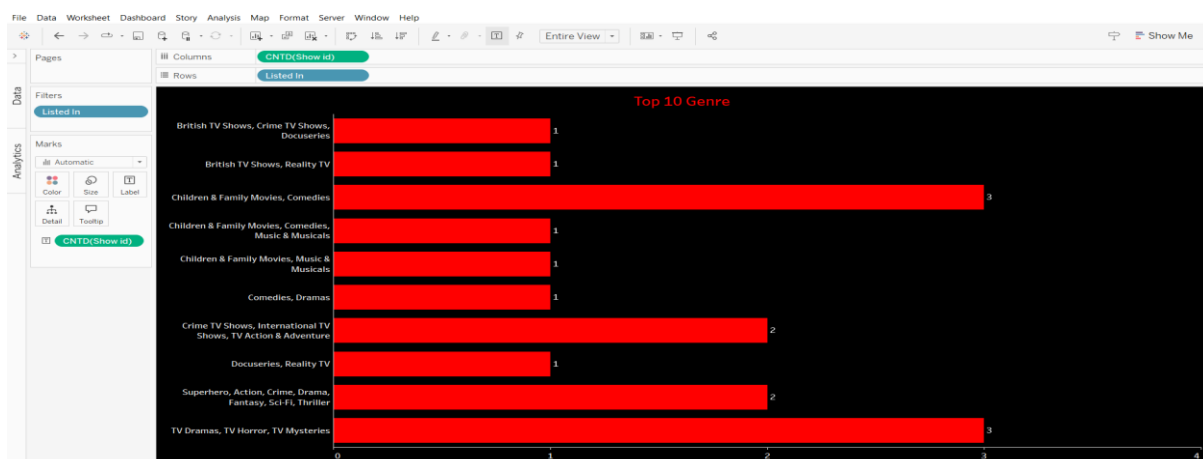 File Data Worksheet Dashboard Story Analysis Map Format Server Window Help
Entire View
Show Me
Data
Analytics
Pages
Filters
Listed In
Marks
Automatic
Color Size Label
Detail Tooltip
CNTD(Show id)
Columns CNTD(Show id)
Rows Listed In
Top 10 Genre
British TV Shows, Crime TV Shows,
Docuseries
1
British TV Shows, Reality TV 1
Children & Family Movies, Comedies 3
Children & Family Movies, Comedies,
Music & Musicals
1
Children & Family Movies, Music &
Musicals
1
Comedies, Dramas 1
Crime TV Shows, International TV
Shows, TV Action & Adventure
2
Docuseries, Reality TV 1
Superhero, Action, Crime, Drama,
Fantasy, Sci-Fi, Thriller
2
TV Dramas, TV Horror, TV Mysteries 3
0 1 2 3 4